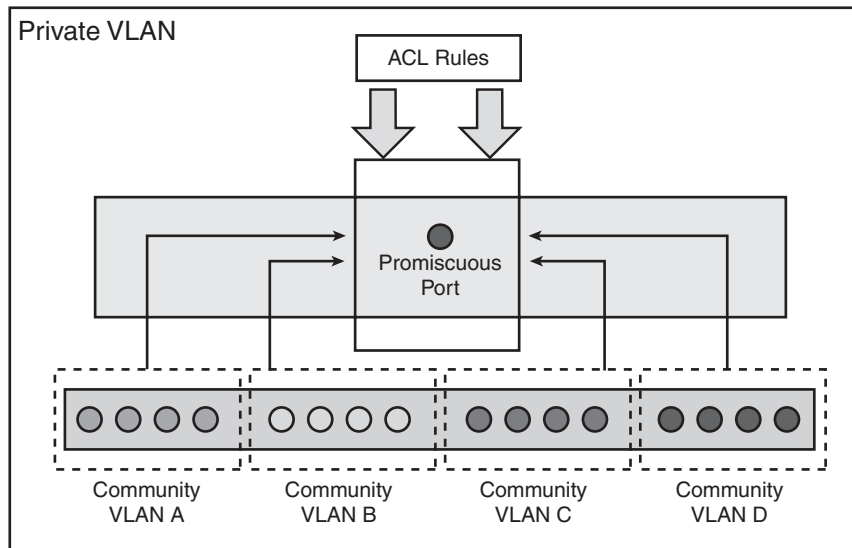 Private VLAN
ACL Rules
Promiscuous
Port
Community
VLAN A
Community
VLAN B
Community
VLAN C
Community
VLAN D